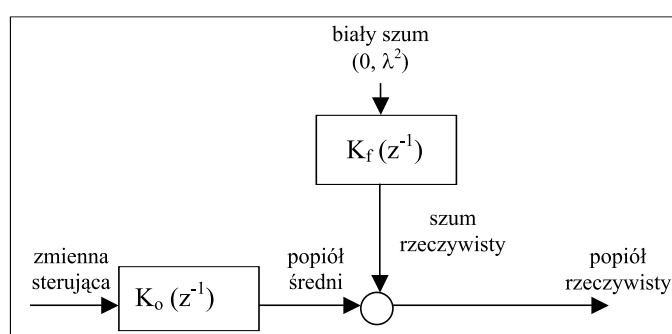 biały szum
(0, λ²)
K_f (z⁻¹)
szum
rzeczywisty
zmienna
sterująca
K_o (z⁻¹)
popiół
średni
popiół
rzeczywisty